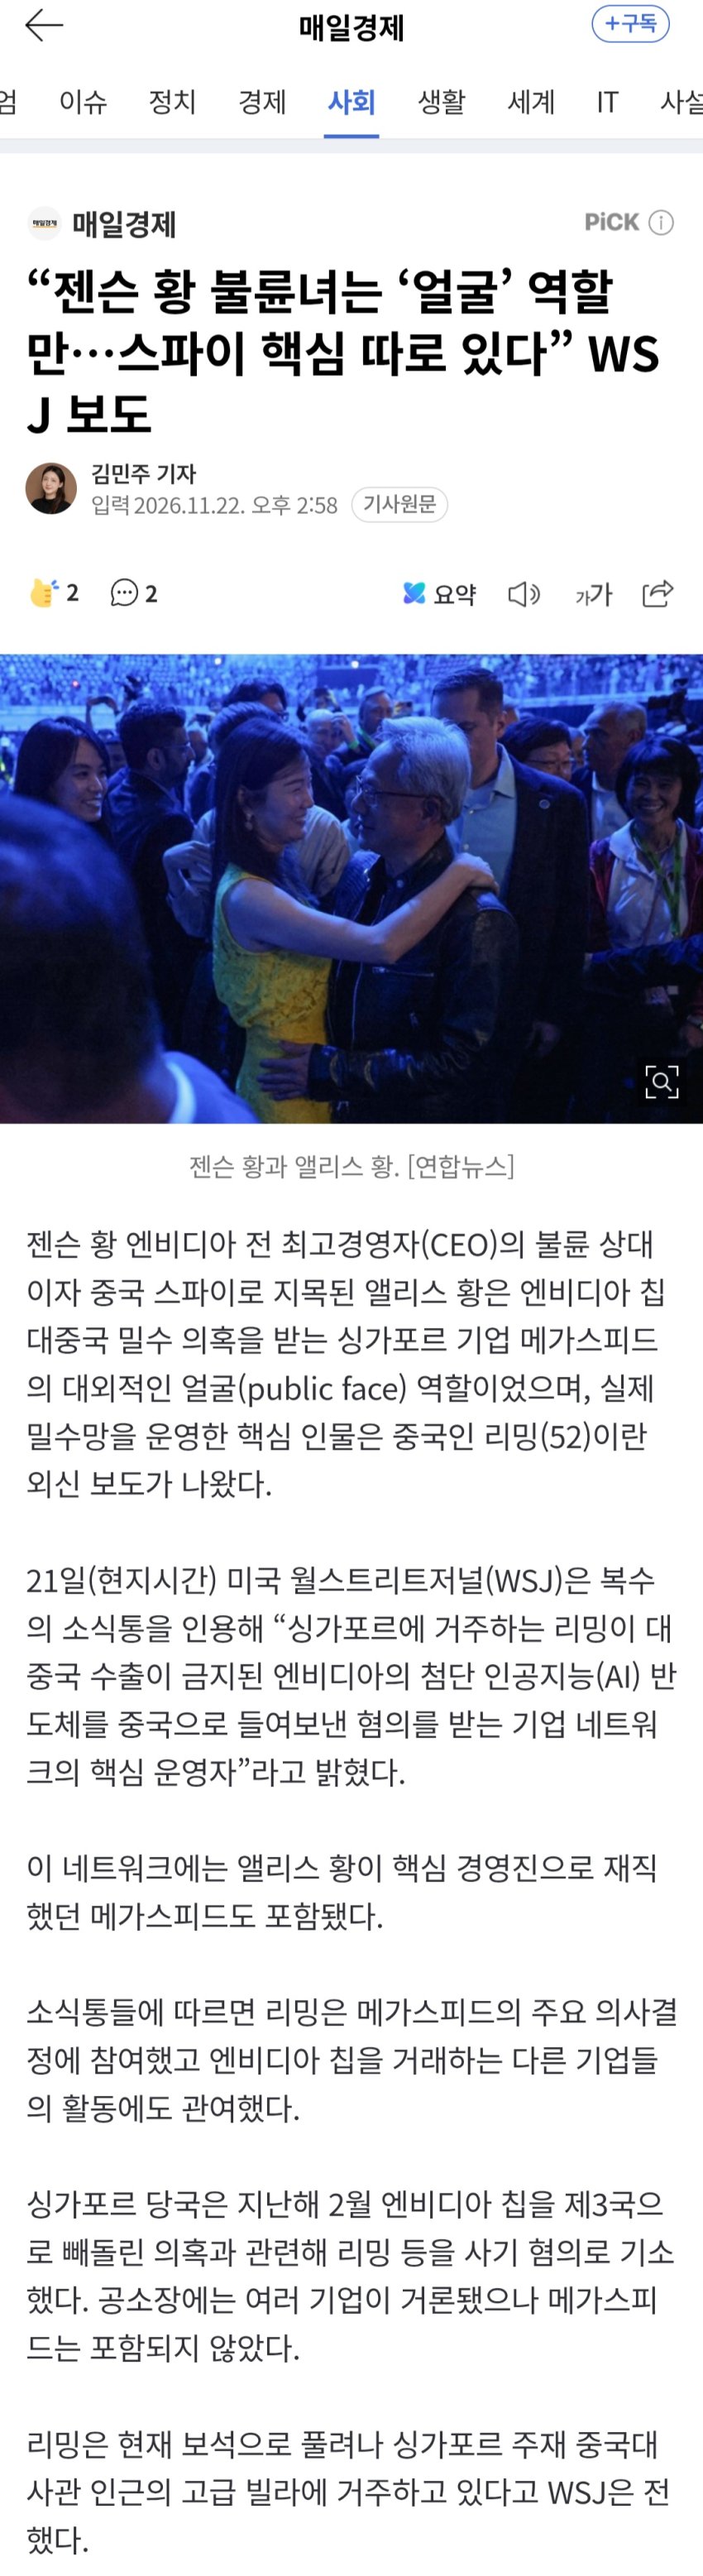 매일경제
+구독
엄 이슈 정치 경제 사회 생활 세계 IT 사설
매일경제 매일경제
PiCK
“젠슨 황 불륜녀는 ‘얼굴’ 역할
만…스파이 핵심 따로 있다” WS
J 보도
김민주 기자
입력 2026.11.22. 오후 2:58 기사원문
2 2 요약 가가
젠슨 황과 앨리스 황. [연합뉴스]
젠슨 황 엔비디아 전 최고경영자(CEO)의 불륜 상대
이자 중국 스파이로 지목된 앨리스 황은 엔비디아 칩
대중국 밀수 의혹을 받는 싱가포르 기업 메가스피드
의 대외적인 얼굴(public face) 역할이었으며, 실제
밀수망을 운영한 핵심 인물은 중국인 리밍(52)이란
외신 보도가 나왔다.
21일(현지시간) 미국 월스트리트저널(WSJ)은 복수
의 소식통을 인용해 “싱가포르에 거주하는 리밍이 대
중국 수출이 금지된 엔비디아의 첨단 인공지능(AI) 반
도체를 중국으로 들여보낸 혐의를 받는 기업 네트워
크의 핵심 운영자”라고 밝혔다.
이 네트워크에는 앨리스 황이 핵심 경영진으로 재직
했던 메가스피드도 포함됐다.
소식통들에 따르면 리밍은 메가스피드의 주요 의사결
정에 참여했고 엔비디아 칩을 거래하는 다른 기업들
의 활동에도 관여했다.
싱가포르 당국은 지난해 2월 엔비디아 칩을 제3국으
로 빼돌린 의혹과 관련해 리밍 등을 사기 혐의로 기소
했다. 공소장에는 여러 기업이 거론됐으나 메가스피
드는 포함되지 않았다.
리밍은 현재 보석으로 풀려나 싱가포르 주재 중국대
사관 인근의 고급 빌라에 거주하고 있다고 WSJ은 전
했다.